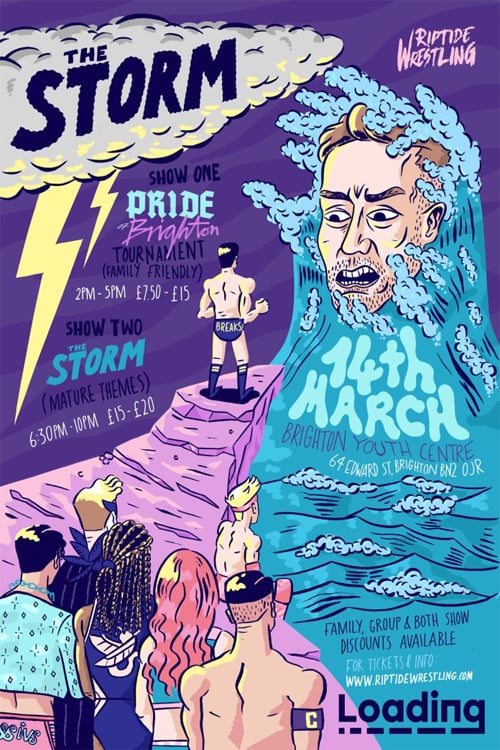 THE
STORM
RIPTIDE
WRESTLING
SHOW ONE
PRIDE
of Brighton
TOURNAMENT
(FAMILY FRIENDLY)
2PM-5PM £7.50-£15
BREAKS
SHOW TWO
THE
STORM
(MATURE THEMES)
6:30PM-10PM £15-£20
14th
MARCH
BRIGHTON YOUTH CENTRE
64 EDWARD ST, BRIGHTON BN2 0JR
FAMILY, GROUP & BOTH SHOW
DISCOUNTS AVAILABLE
FOR TICKETS & INFO:
WWW.RIPTIDEWRESTLING.COM
C
Loading